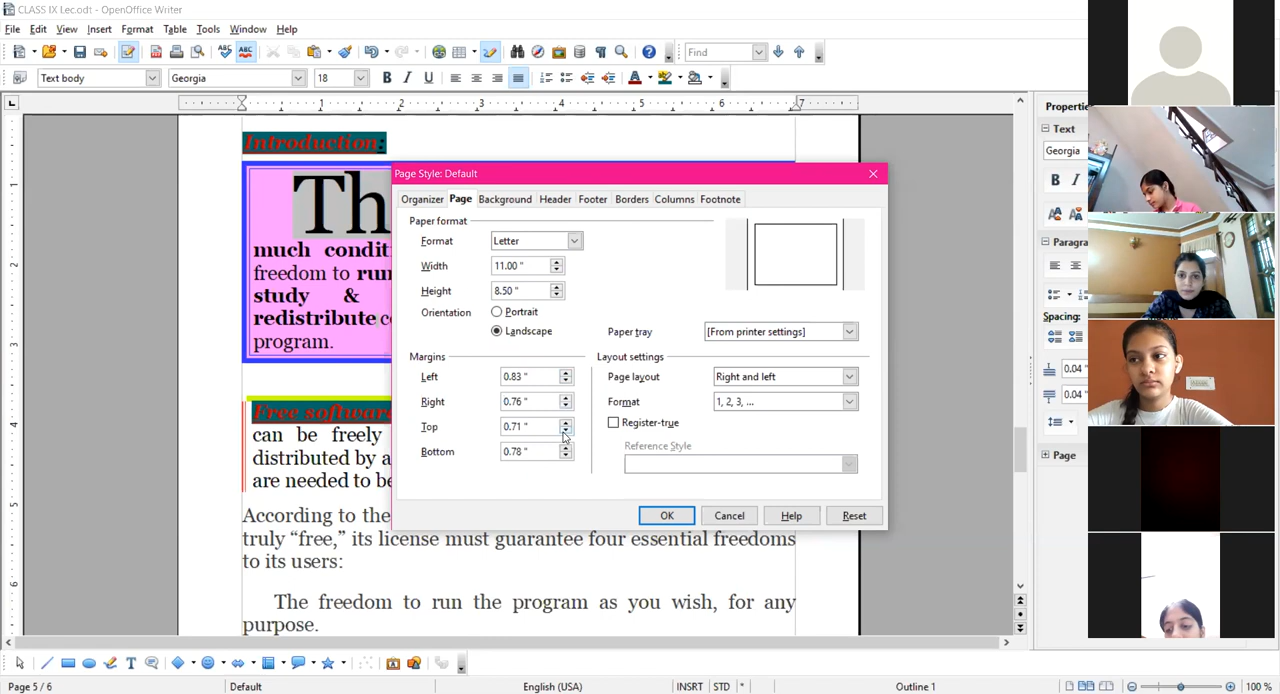 CLASS IX Lec.odt - OpenOffice Writer
File Edit View Insert Format Table Tools Window Help
Find
Text body Georgia 18 B I U
1 2 3 4 5 6 7
Introduction:
Th
much condit
freedom to run
study &
redistribute c
program.
Free software
can be freely
distributed by a
are needed to be
According to the
truly “free,” its license must guarantee four essential freedoms
to its users:
The freedom to run the program as you wish, for any
purpose.
Page Style: Default
Organizer Page Background Header Footer Borders Columns Footnote
Paper format
Format Letter
Width 11.00 "
Height 8.50 "
Orientation Portrait
Landscape
Paper tray [From printer settings]
Margins
Left 0.83 "
Right 0.76 "
Top 0.71 "
Bottom 0.78 "
Layout settings
Page layout Right and left
Format 1, 2, 3, ...
Register-true
Reference Style
OK Cancel Help Reset
Properties
Text
Georgia
B I
Paragra
Spacing:
0.04 "
0.04 "
Page
Page 5 / 6 Default English (USA) INSRT STD * Outline 1 100 %